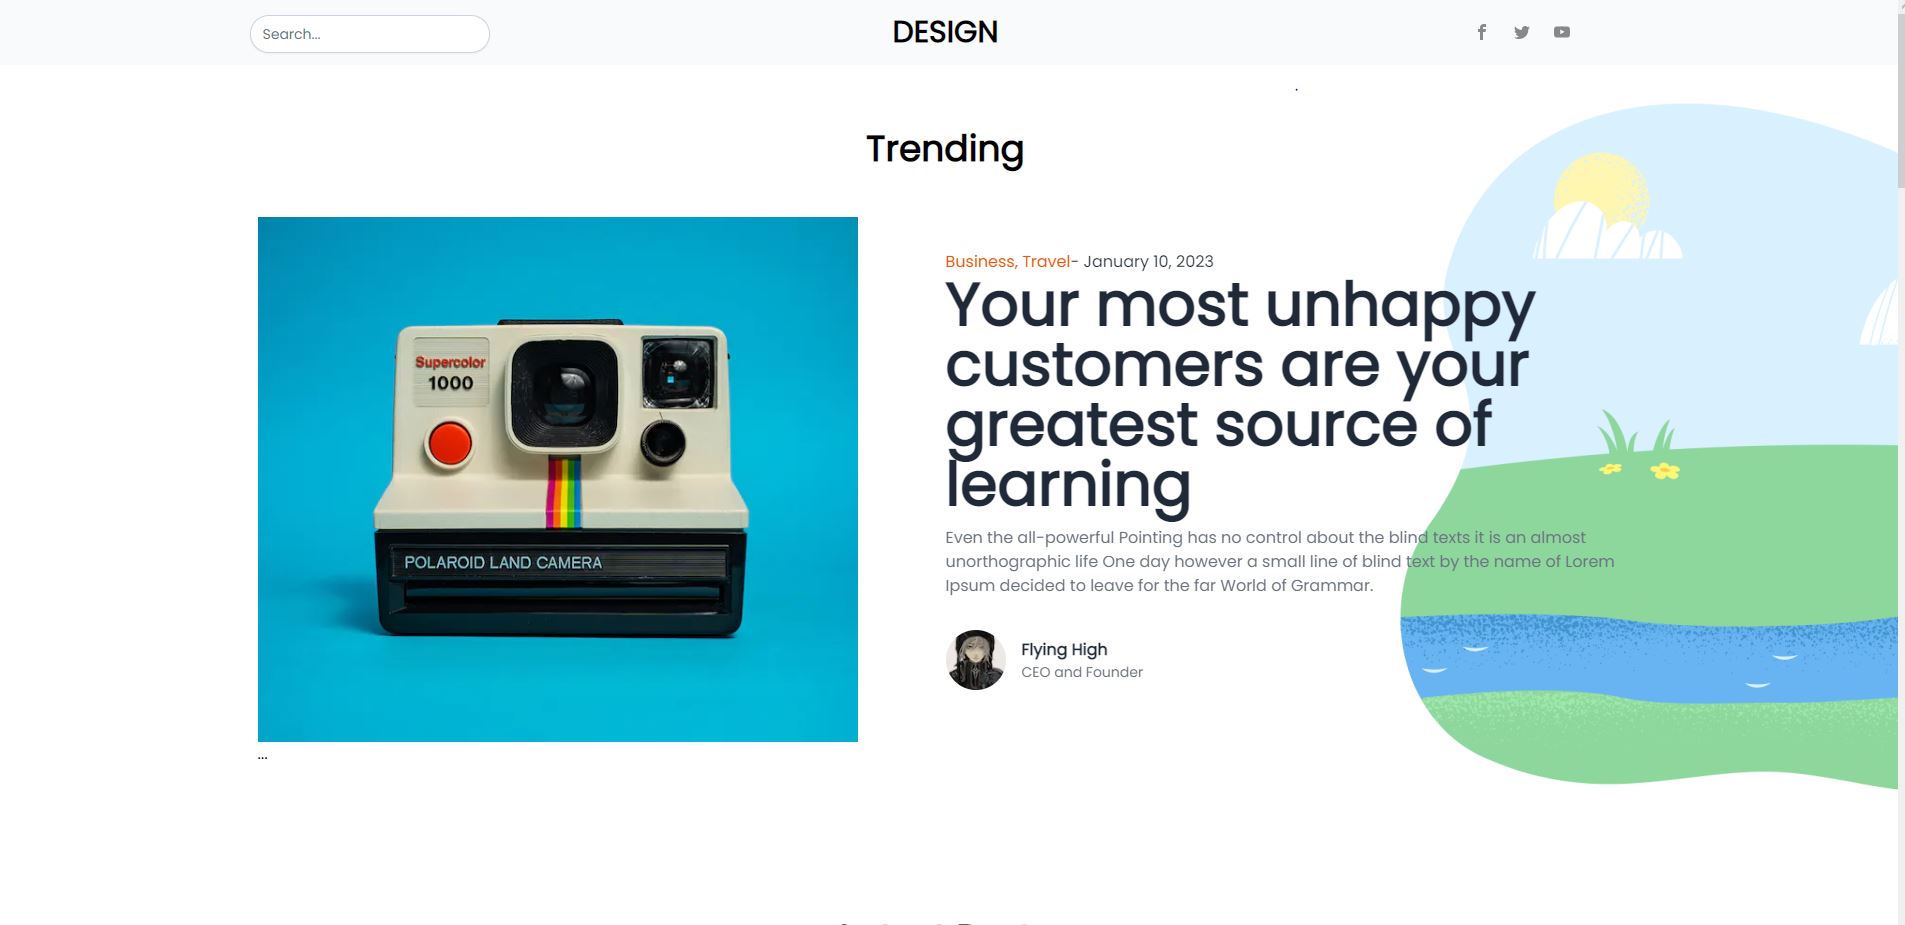 Search...
DESIGN
Trending
Supercolor
1000
POLAROID LAND CAMERA
...
Business, Travel- January 10, 2023
Your most unhappy
customers are your
greatest source of
learning
Even the all-powerful Pointing has no control about the blind texts it is an almost
unorthographic life One day however a small line of blind text by the name of Lorem
Ipsum decided to leave for the far World of Grammar.
Flying High
CEO and Founder